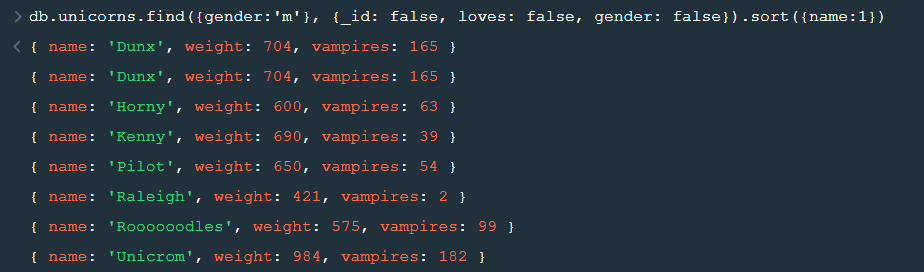 > db.unicorns.find({gender:'m'}, {_id: false, loves: false, gender: false}).sort({name:1})
< { name: 'Dunx', weight: 704, vampires: 165 }
{ name: 'Dunx', weight: 704, vampires: 165 }
{ name: 'Horny', weight: 600, vampires: 63 }
{ name: 'Kenny', weight: 690, vampires: 39 }
{ name: 'Pilot', weight: 650, vampires: 54 }
{ name: 'Raleigh', weight: 421, vampires: 2 }
{ name: 'Roooooodles', weight: 575, vampires: 99 }
{ name: 'Unicrom', weight: 984, vampires: 182 }